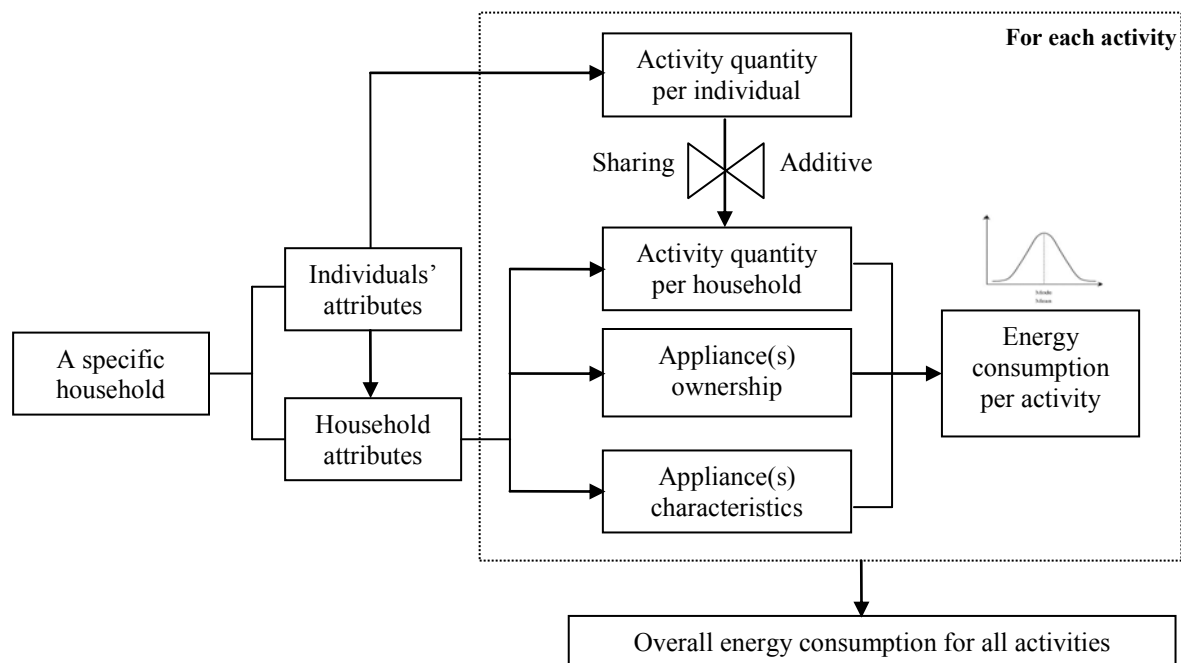 For each activity
Activity quantity
per individual
Sharing
Additive
Activity quantity
per household
Individuals’
attributes
A specific
household
Appliance(s)
ownership
Energy
consumption
per activity
Household
attributes
Appliance(s)
characteristics
Overall energy consumption for all activities